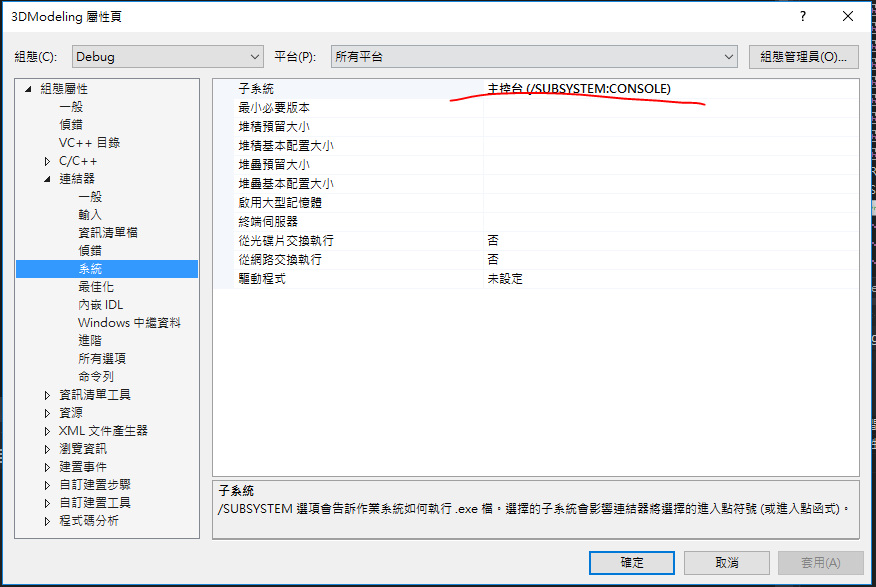 3DModeling 屬性頁
?
組態(C):
Debug
平台(P):
所有平台
組態管理員(O)...
組態屬性
一般
偵錯
VC++ 目錄
C/C++
連結器
一般
輸入
資訊清單檔
偵錯
系統
最佳化
內嵌 IDL
Windows 中繼資料
進階
所有選項
命令列
資訊清單工具
資源
XML 文件產生器
瀏覽資訊
建置事件
自訂建置步驟
自訂建置工具
程式碼分析
子系統 主控台 (/SUBSYSTEM:CONSOLE)
最小必要版本
堆積預留大小
堆積基本配置大小
堆疊預留大小
堆疊基本配置大小
啟用大型記憶體
終端伺服器
從光碟片交換執行 否
從網路交換執行 否
驅動程式 未設定
子系統
/SUBSYSTEM 選項會告訴作業系統如何執行 .exe 檔。選擇的子系統會影響連結器將選擇的進入點符號 (或進入點函式)。
確定
取消
套用(A)